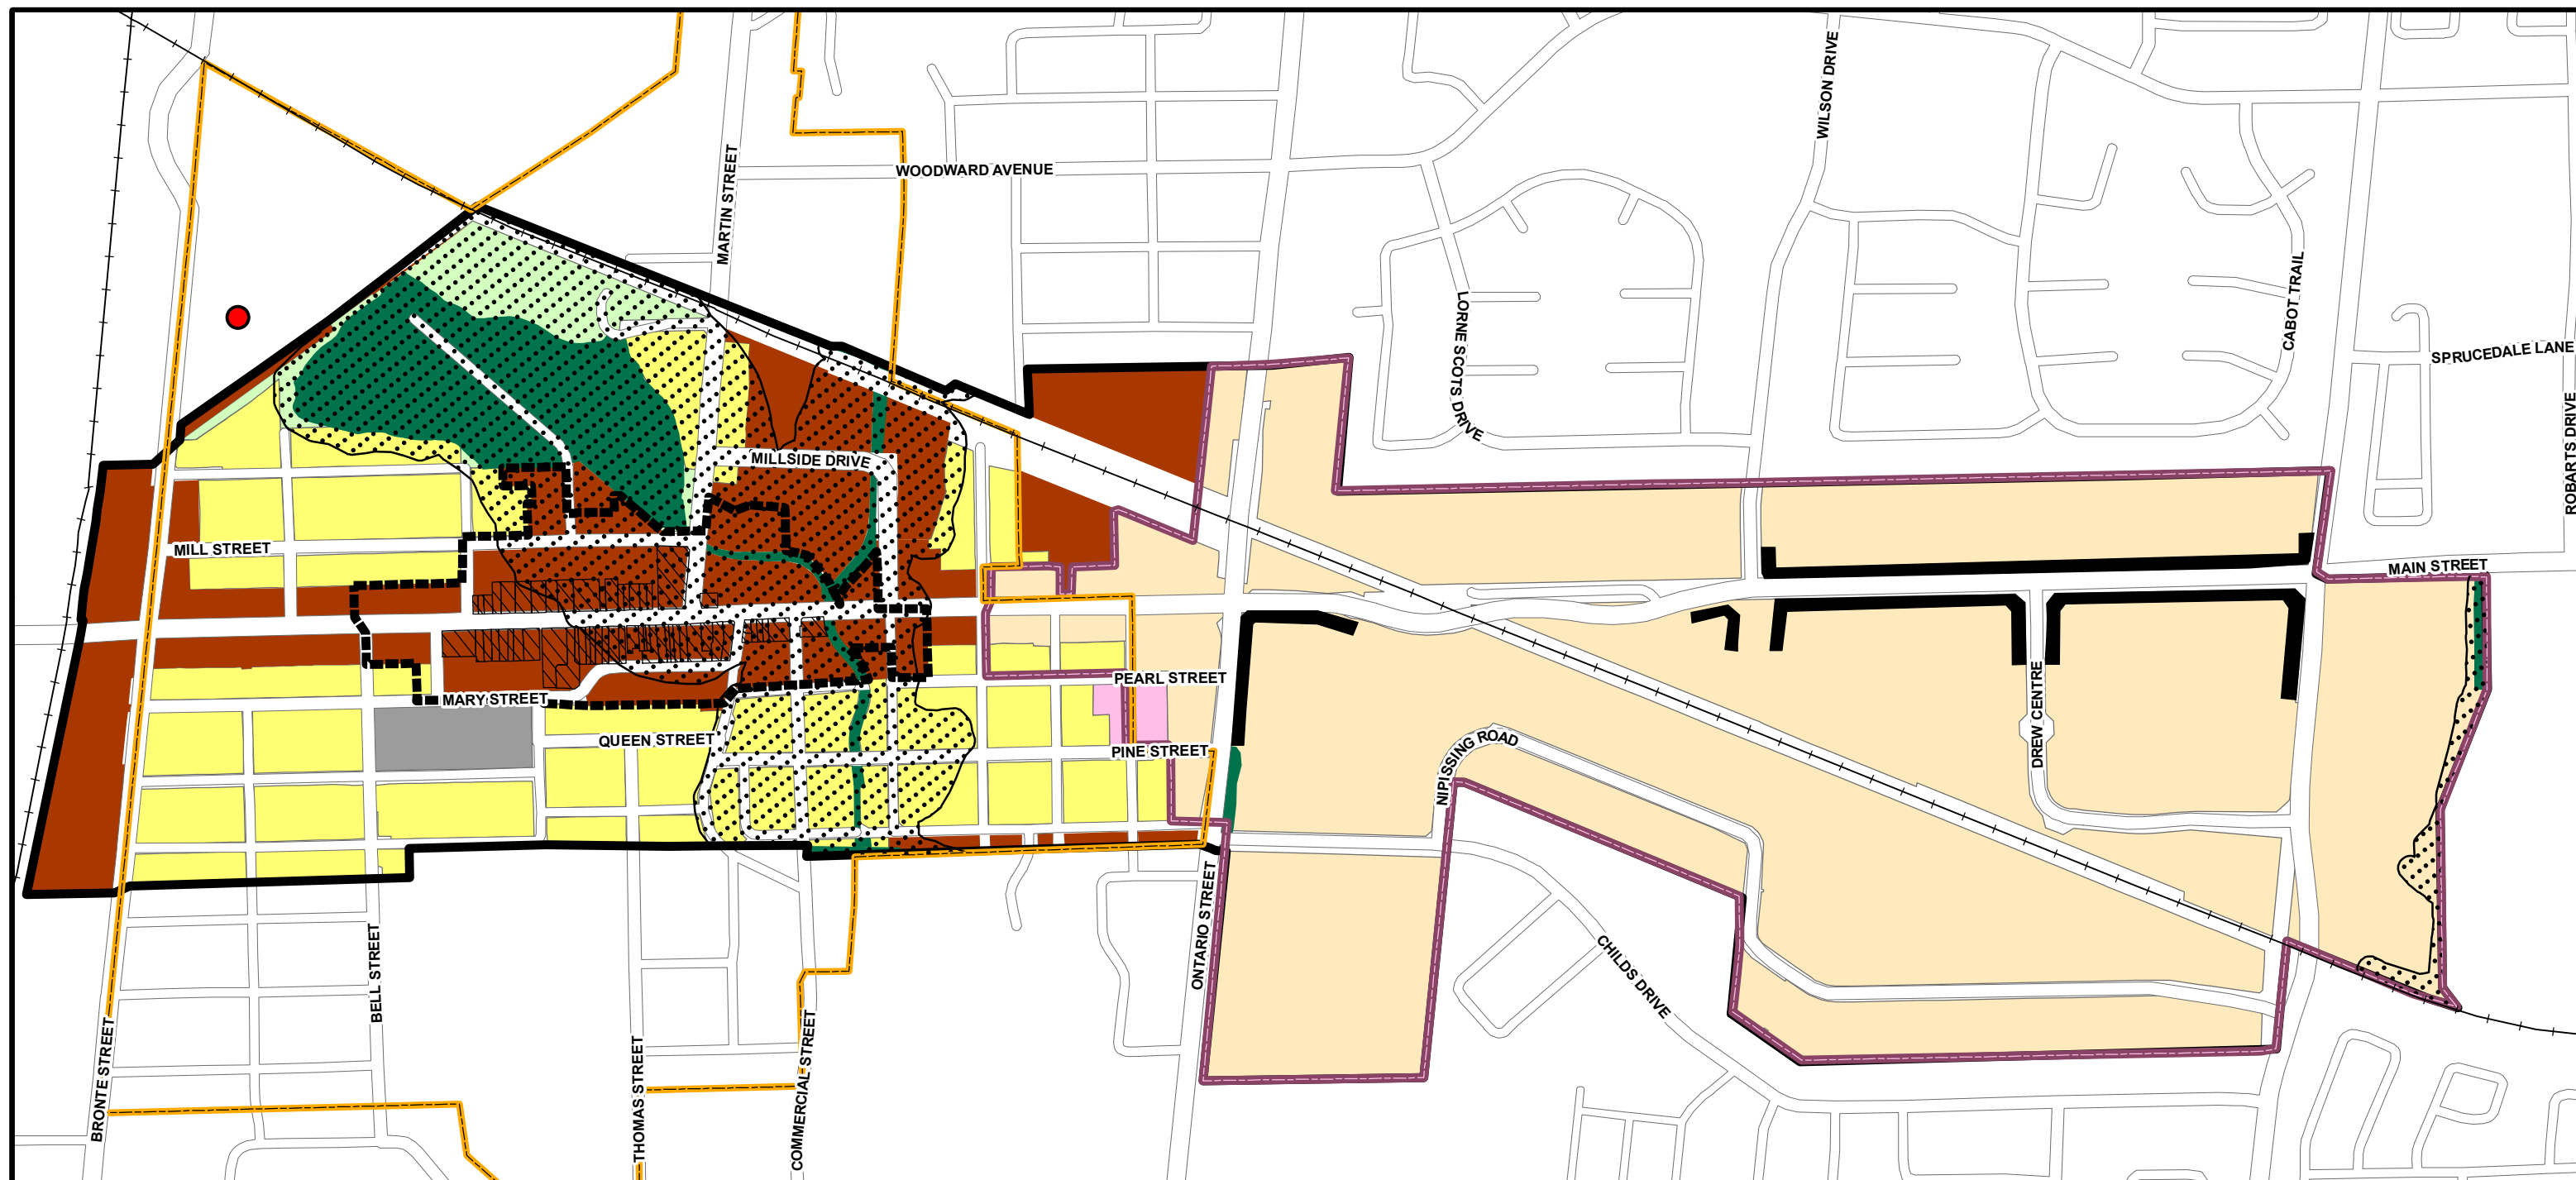 WILSON DRIVE
WOODWARD AVENUE
MARTIN STREET
LORNE SCOTS DRIVE
CABOT TRAIL
SPRUCEDALE LANE
ROBARTS DRIVE
MILLSIDE DRIVE
MILL STREET
MAIN STREET
PEARL STREET
MARY STREET
QUEEN STREET
PINE STREET
NIPISSING ROAD
DREW CENTRE
ONTARIO STREET
CHILDS DRIVE
BELL STREET
BRONTE STREET
THOMAS STREET
COMMERCIAL STREET